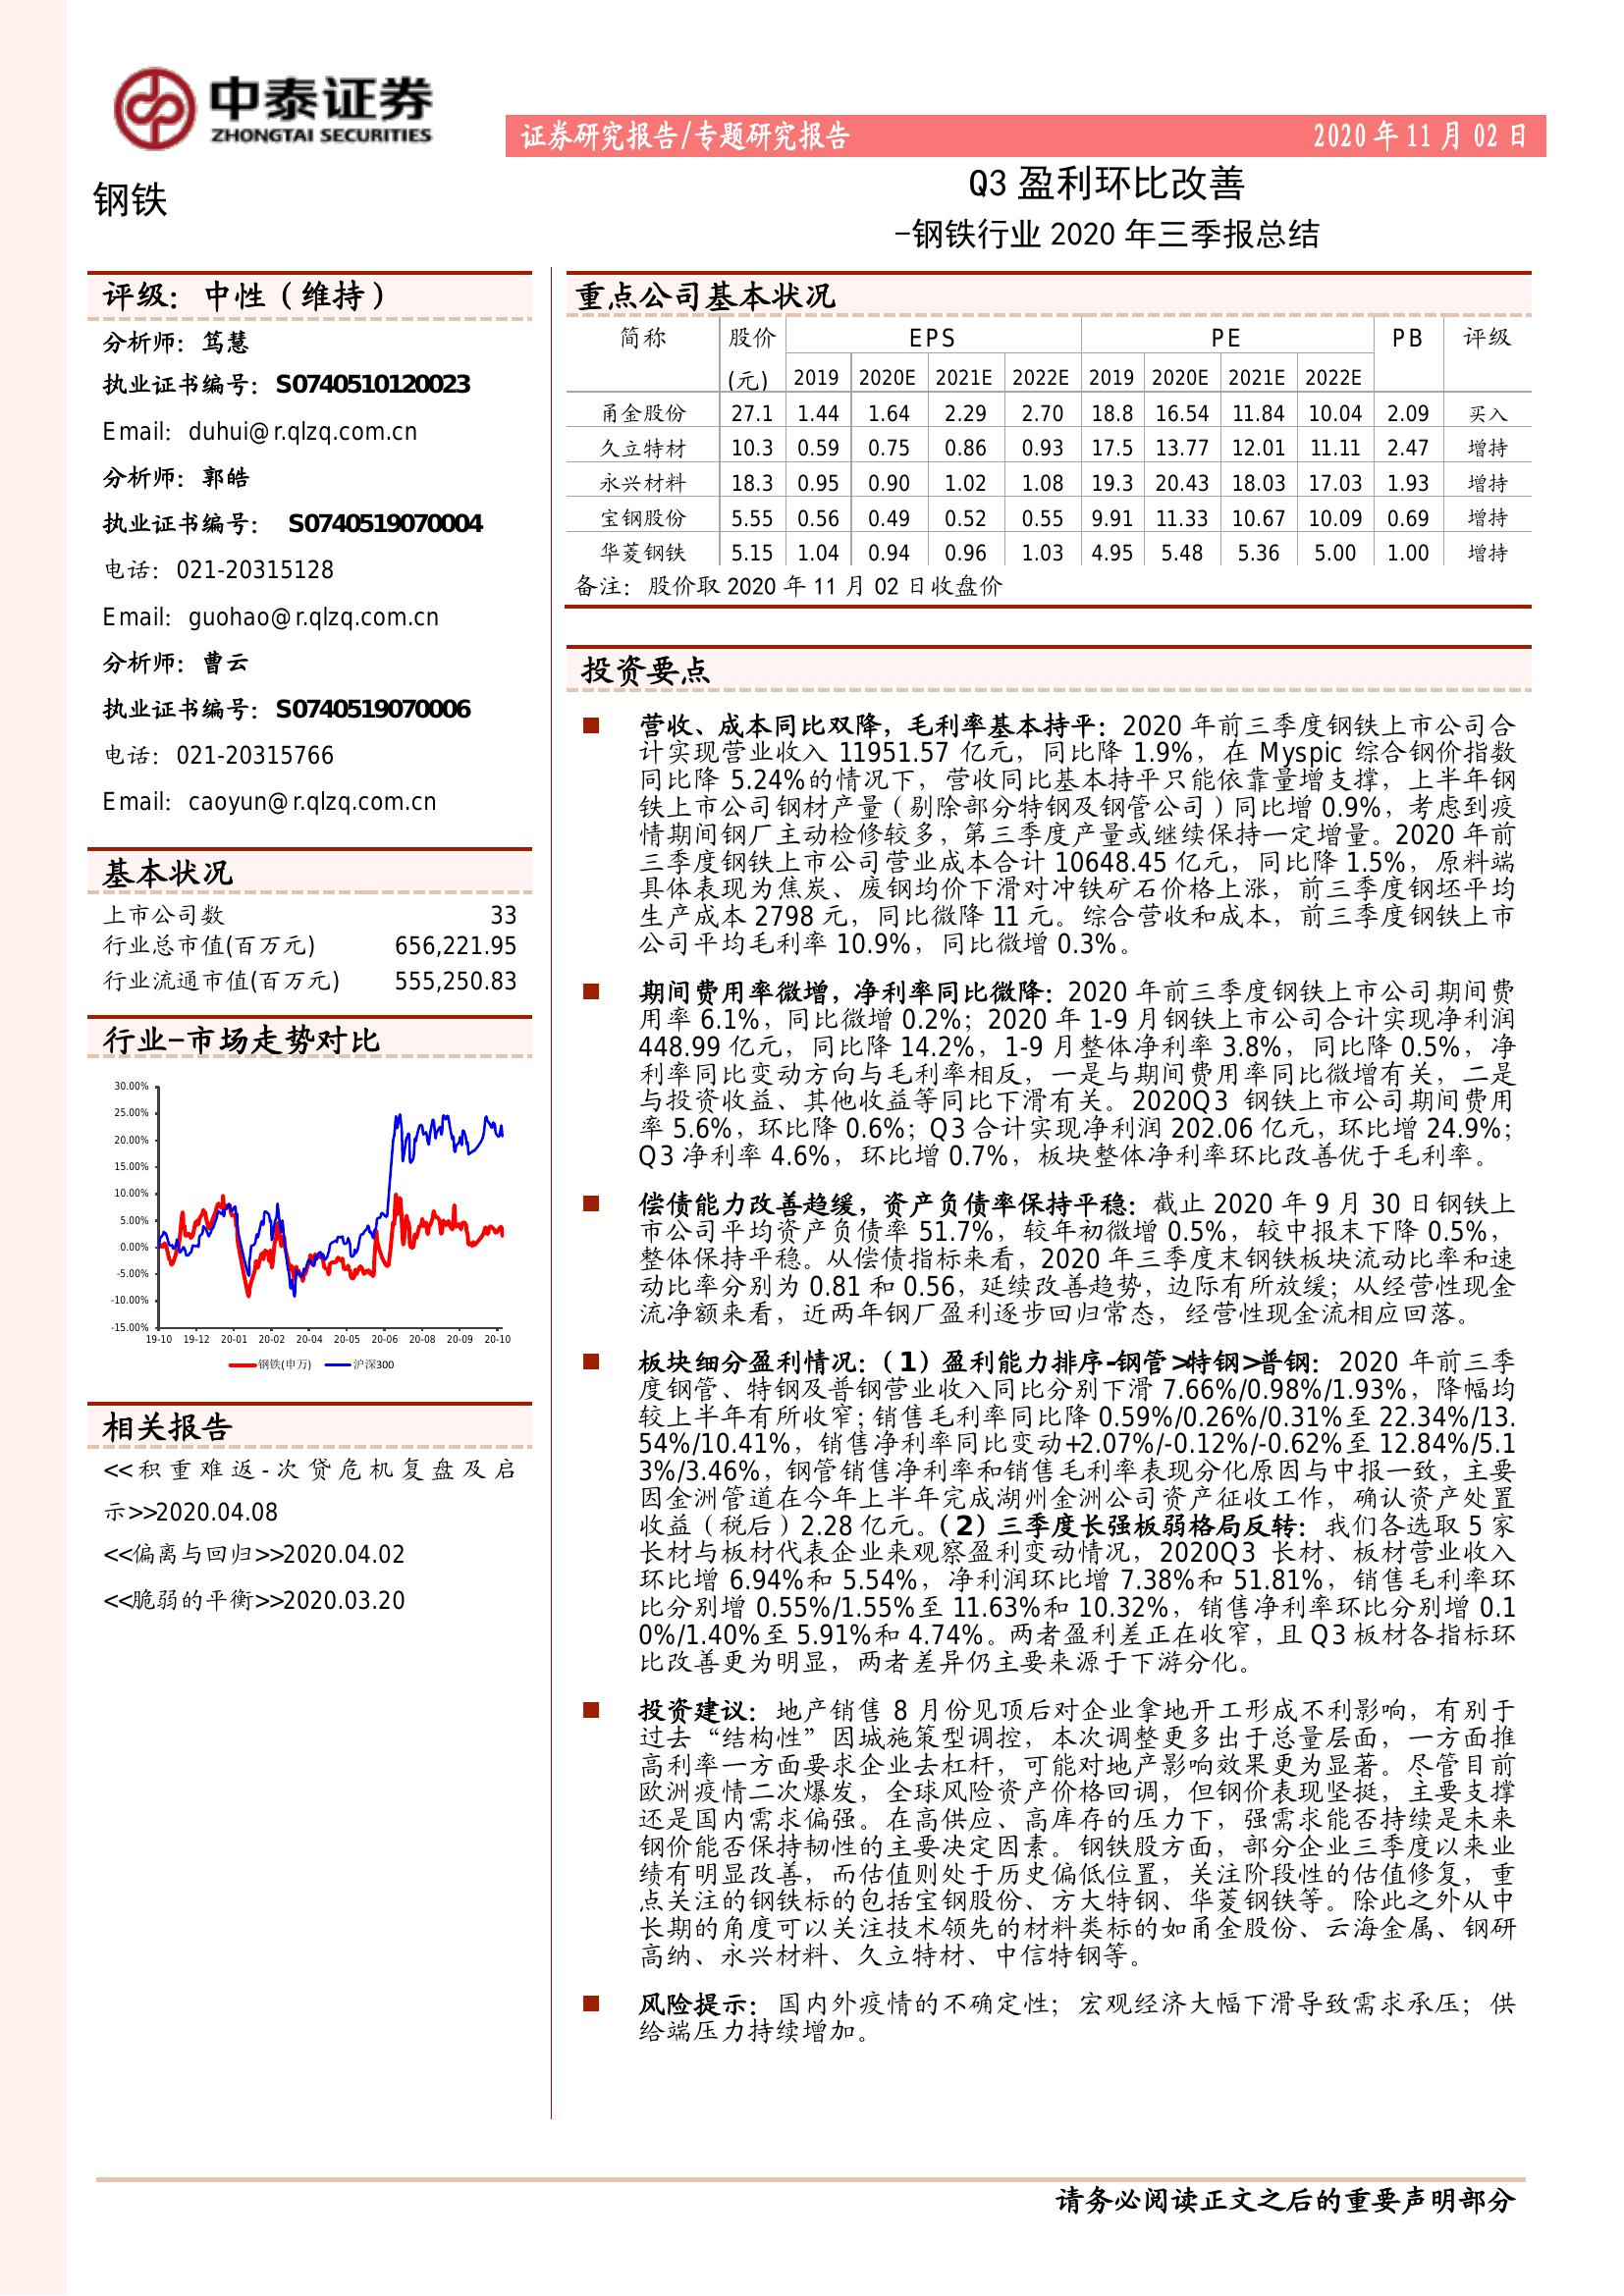 中泰证券
ZHONGTAI SECURITIES
证券研究报告/专题研究报告
2020 年 11 月 02 日
钢铁
Q3 盈利环比改善
-钢铁行业 2020 年三季报总结
评级：中性（维持）
分析师：笃慧
执业证书编号：S0740510120023
Email：duhui@r.qlzq.com.cn
分析师：郭皓
执业证书编号： S0740519070004
电话：021-20315128
Email：guohao@r.qlzq.com.cn
分析师：曹云
执业证书编号：S0740519070006
电话：021-20315766
Email：caoyun@r.qlzq.com.cn
基本状况
上市公司数 33
行业总市值(百万元) 656,221.95
行业流通市值(百万元) 555,250.83
行业-市场走势对比
30.00%
25.00%
20.00%
15.00%
10.00%
5.00%
0.00%
-5.00%
-10.00%
-15.00%
19-10 19-12 20-01 20-02 20-04 20-05 20-06 20-08 20-09 20-10
钢铁(申万) 沪深300
相关报告
<<积重难返-次贷危机复盘及启
示>>2020.04.08
<<偏离与回归>>2020.04.02
<<脆弱的平衡>>2020.03.20
重点公司基本状况
简称 股价 EPS PE PB 评级
(元) 2019 2020E 2021E 2022E 2019 2020E 2021E 2022E
甬金股份 27.1 1.44 1.64 2.29 2.70 18.8 16.54 11.84 10.04 2.09 买入
久立特材 10.3 0.59 0.75 0.86 0.93 17.5 13.77 12.01 11.11 2.47 增持
永兴材料 18.3 0.95 0.90 1.02 1.08 19.3 20.43 18.03 17.03 1.93 增持
宝钢股份 5.55 0.56 0.49 0.52 0.55 9.91 11.33 10.67 10.09 0.69 增持
华菱钢铁 5.15 1.04 0.94 0.96 1.03 4.95 5.48 5.36 5.00 1.00 增持
备注：股价取 2020 年 11 月 02 日收盘价
投资要点
营收、成本同比双降，毛利率基本持平：2020 年前三季度钢铁上市公司合
计实现营业收入 11951.57 亿元，同比降 1.9%，在 Myspic 综合钢价指数
同比降 5.24%的情况下，营收同比基本持平只能依靠量增支撑，上半年钢
铁上市公司钢材产量（剔除部分特钢及钢管公司）同比增 0.9%，考虑到疫
情期间钢厂主动检修较多，第三季度产量或继续保持一定增量。2020 年前
三季度钢铁上市公司营业成本合计 10648.45 亿元，同比降 1.5%，原料端
具体表现为焦炭、废钢均价下滑对冲铁矿石价格上涨，前三季度钢坯平均
生产成本 2798 元，同比微降 11 元。综合营收和成本，前三季度钢铁上市
公司平均毛利率 10.9%，同比微增 0.3%。
期间费用率微增，净利率同比微降：2020 年前三季度钢铁上市公司期间费
用率 6.1%，同比微增 0.2%；2020 年 1-9 月钢铁上市公司合计实现净利润
448.99 亿元，同比降 14.2%，1-9 月整体净利率 3.8%，同比降 0.5%，净
利率同比变动方向与毛利率相反，一是与期间费用率同比微增有关，二是
与投资收益、其他收益等同比下滑有关。2020Q3 钢铁上市公司期间费用
率 5.6%，环比降 0.6%；Q3 合计实现净利润 202.06 亿元，环比增 24.9%；
Q3 净利率 4.6%，环比增 0.7%，板块整体净利率环比改善优于毛利率。
偿债能力改善趋缓，资产负债率保持平稳：截止 2020 年 9 月 30 日钢铁上
市公司平均资产负债率 51.7%，较年初微增 0.5%，较中报末下降 0.5%，
整体保持平稳。从偿债指标来看，2020 年三季度末钢铁板块流动比率和速
动比率分别为 0.81 和 0.56，延续改善趋势，边际有所放缓；从经营性现金
流净额来看，近两年钢厂盈利逐步回归常态，经营性现金流相应回落。
板块细分盈利情况：（1）盈利能力排序-钢管>特钢>普钢：2020 年前三季
度钢管、特钢及普钢营业收入同比分别下滑 7.66%/0.98%/1.93%，降幅均
较上半年有所收窄；销售毛利率同比降 0.59%/0.26%/0.31%至 22.34%/13.
54%/10.41%，销售净利率同比变动+2.07%/-0.12%/-0.62%至 12.84%/5.1
3%/3.46%，钢管销售净利率和销售毛利率表现分化原因与中报一致，主要
因金洲管道在今年上半年完成湖州金洲公司资产征收工作，确认资产处置
收益（税后）2.28 亿元。（2）三季度长强板弱格局反转：我们各选取 5 家
长材与板材代表企业来观察盈利变动情况，2020Q3 长材、板材营业收入
环比增 6.94%和 5.54%，净利润环比增 7.38%和 51.81%，销售毛利率环
比分别增 0.55%/1.55%至 11.63%和 10.32%，销售净利率环比分别增 0.1
0%/1.40%至 5.91%和 4.74%。两者盈利差正在收窄，且 Q3 板材各指标环
比改善更为明显，两者差异仍主要来源于下游分化。
投资建议：地产销售 8 月份见顶后对企业拿地开工形成不利影响，有别于
过去“结构性”因城施策型调控，本次调整更多出于总量层面，一方面推
高利率一方面要求企业去杠杆，可能对地产影响效果更为显著。尽管目前
欧洲疫情二次爆发，全球风险资产价格回调，但钢价表现坚挺，主要支撑
还是国内需求偏强。在高供应、高库存的压力下，强需求能否持续是未来
钢价能否保持韧性的主要决定因素。钢铁股方面，部分企业三季度以来业
绩有明显改善，而估值则处于历史偏低位置，关注阶段性的估值修复，重
点关注的钢铁标的包括宝钢股份、方大特钢、华菱钢铁等。除此之外从中
长期的角度可以关注技术领先的材料类标的如甬金股份、云海金属、钢研
高纳、永兴材料、久立特材、中信特钢等。
风险提示：国内外疫情的不确定性；宏观经济大幅下滑导致需求承压；供
给端压力持续增加。
请务必阅读正文之后的重要声明部分